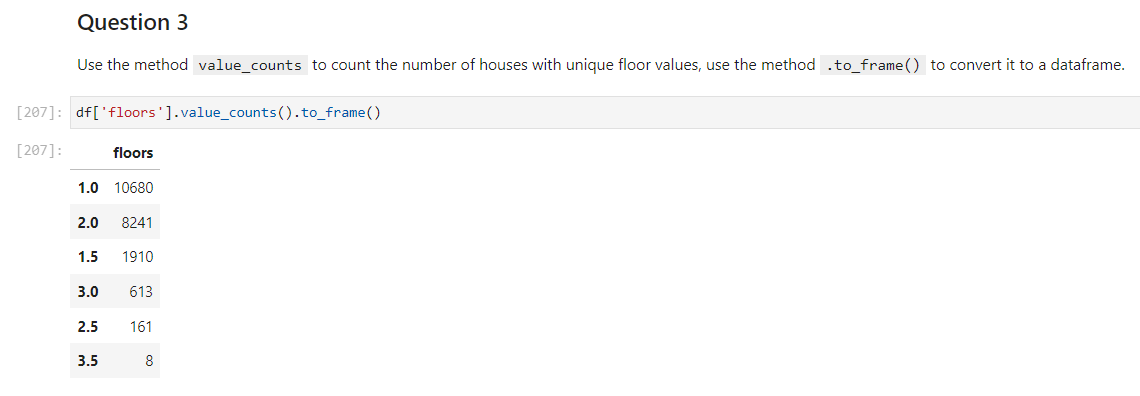 Question 3
Use the method value_counts to count the number of houses with unique floor values, use the method .to_frame() to convert it to a dataframe.
[207]: df['floors'].value_counts().to_frame()
[207]: floors
1.0 10680
2.0 8241
1.5 1910
3.0 613
2.5 161
3.5 8